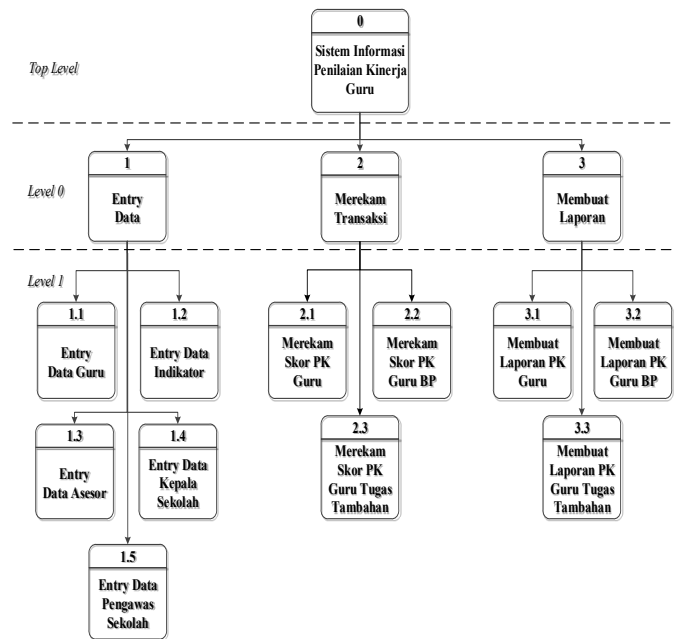 0
Sistem Informasi
Penilaian Kinerja
Guru
Top Level
1
Entry
Data
2
Merekam
Transaksi
3
Membuat
Laporan
Level 0
Level 1
1.1
Entry
Data Guru
1.2
Entry Data
Indikator
2.1
Merekam
Skor PK
Guru
2.2
Merekam
Skor PK
Guru BP
3.1
Membuat
Laporan PK
Guru
3.2
Membuat
Laporan PK
Guru BP
1.3
Entry
Data Asesor
1.4
Entry Data
Kepala
Sekolah
2.3
Merekam
Skor PK
Guru Tugas
Tambahan
3.3
Membuat
Laporan PK
Guru Tugas
Tambahan
1.5
Entry Data
Pengawas
Sekolah